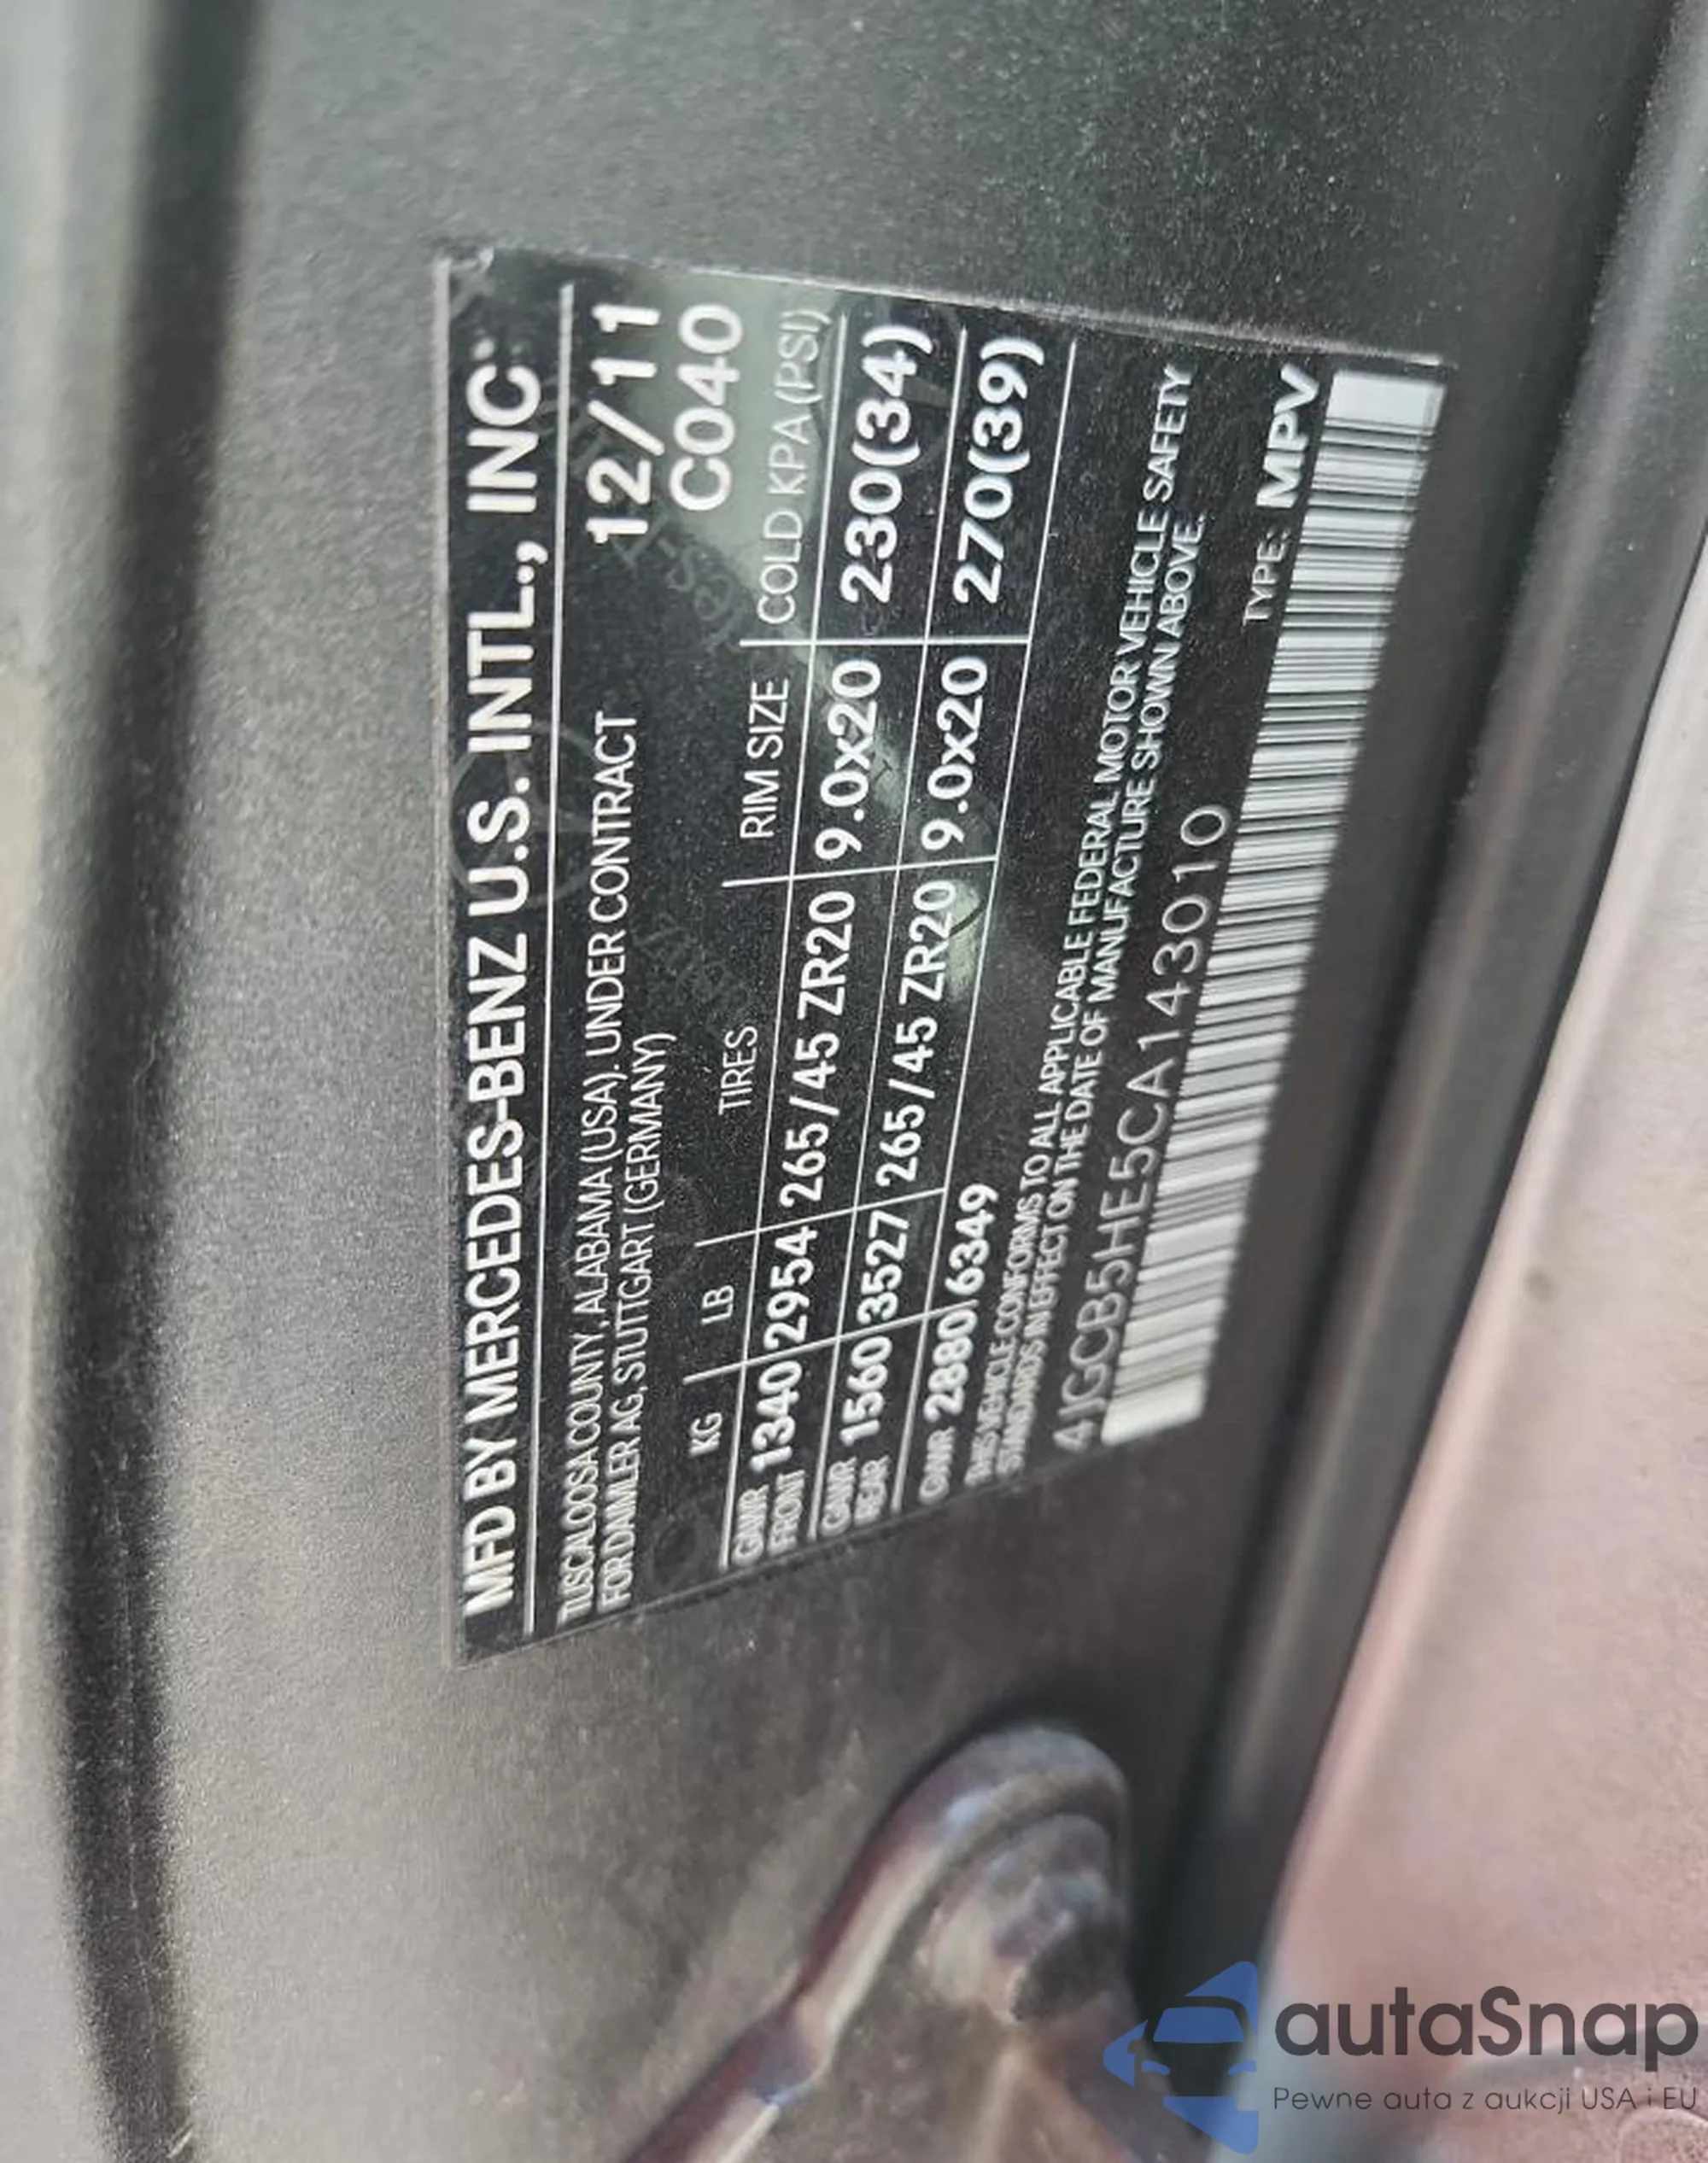 MFD BY MERCEDES-BENZ U.S. INTL., INC
TUSCALOOSA COUNTY, ALABAMA (USA). UNDER CONTRACT 12/11
FOR DAIMLER AG, STUTTGART (GERMANY) C040
KG LB TIRES RIM SIZE COLD KPA (PSI)
GAWR FRONT 1340 2954 265/45 ZR20 9.0x20 230(34)
GAWR REAR 1560 3527 265/45 ZR20 9.0x20 270(39)
GVWR 2880 6349
THIS VEHICLE CONFORMS TO ALL APPLICABLE FEDERAL MOTOR VEHICLE SAFETY
STANDARDS IN EFFECT ON THE DATE OF MANUFACTURE SHOWN ABOVE.
4JGCB5HE5CA143010 TYPE: MPV
autaSnap
Pewne auta z aukcji USA i EU